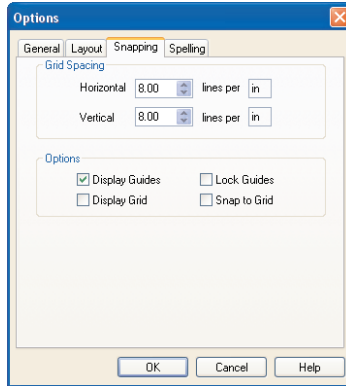 Options
General Layout Snapping Spelling
Grid Spacing
Horizontal 8.00 lines per in
Vertical 8.00 lines per in
Options
Display Guides Lock Guides
Display Grid Snap to Grid
OK Cancel Help